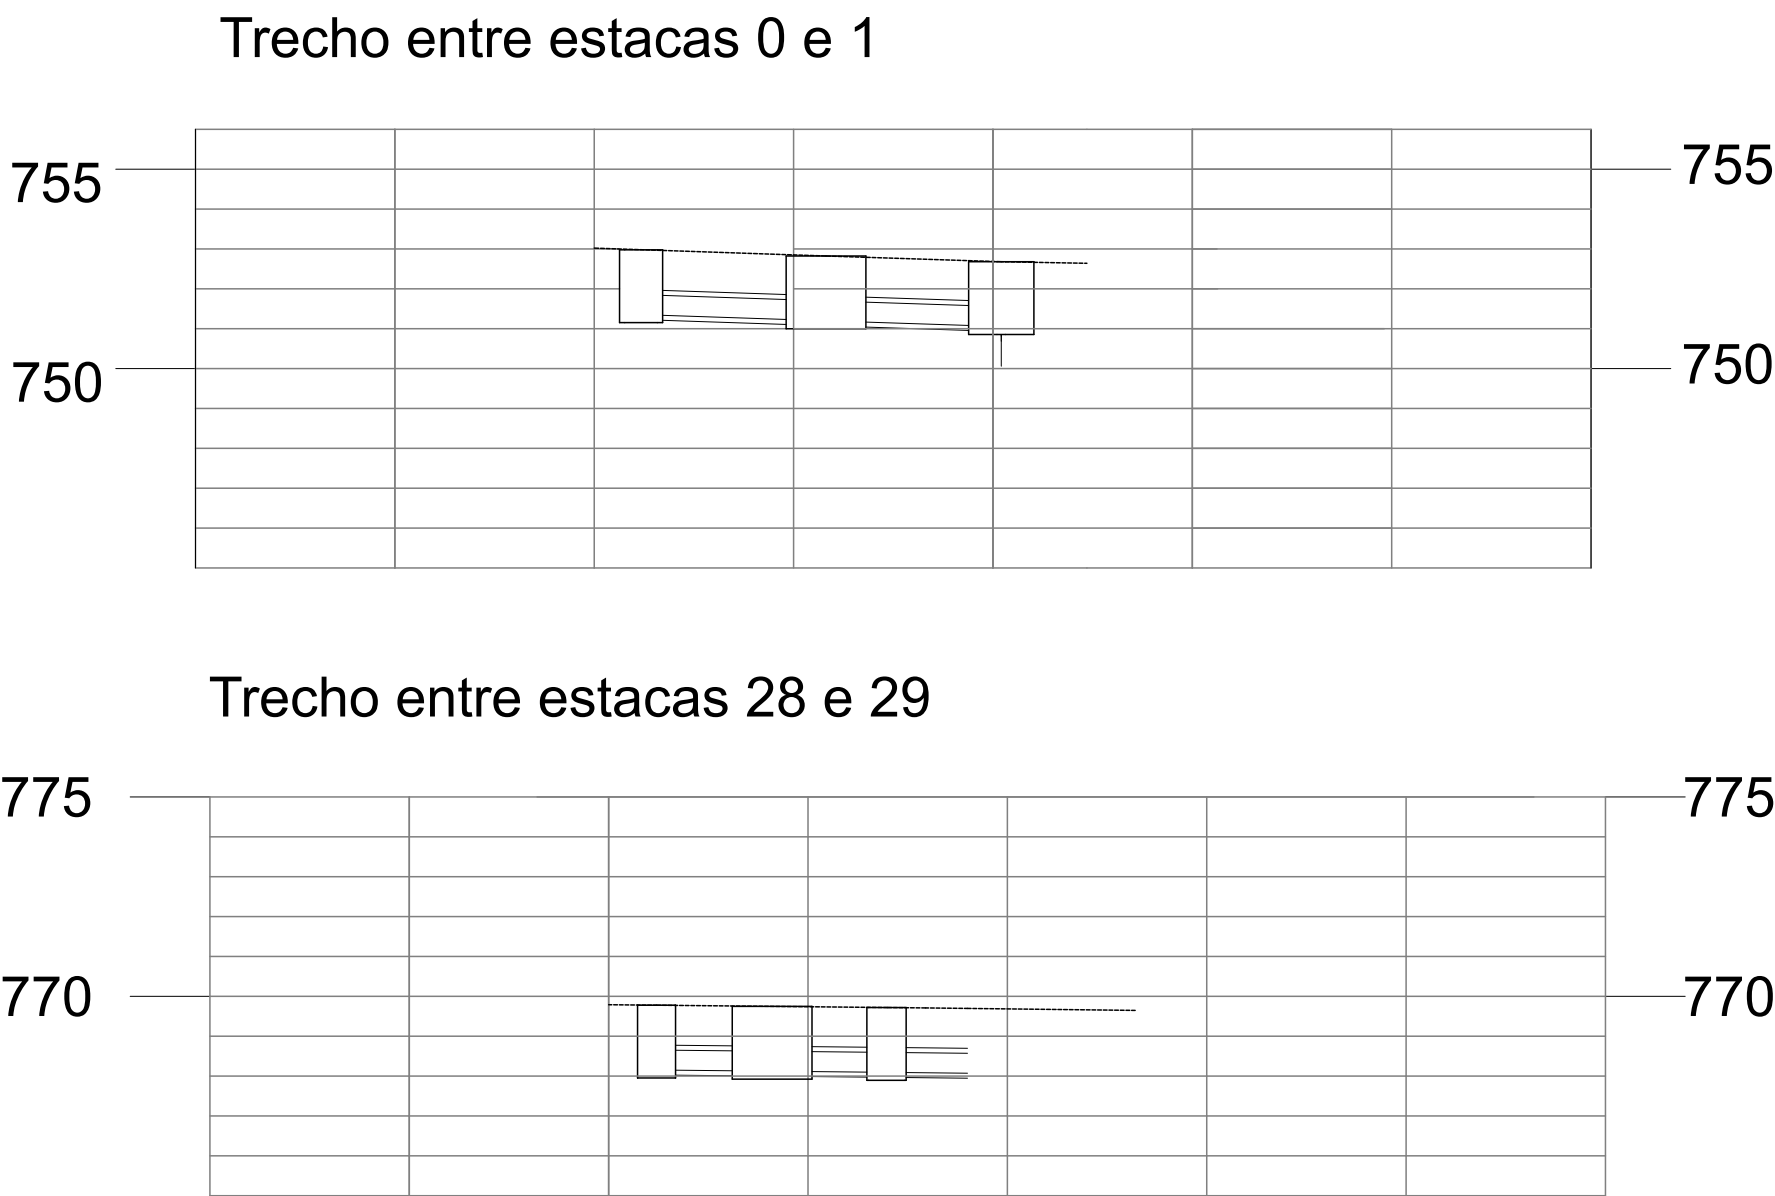 Trecho entre estacas 0 e 1
755 755
750 750
Trecho entre estacas 28 e 29
775 775
770 770